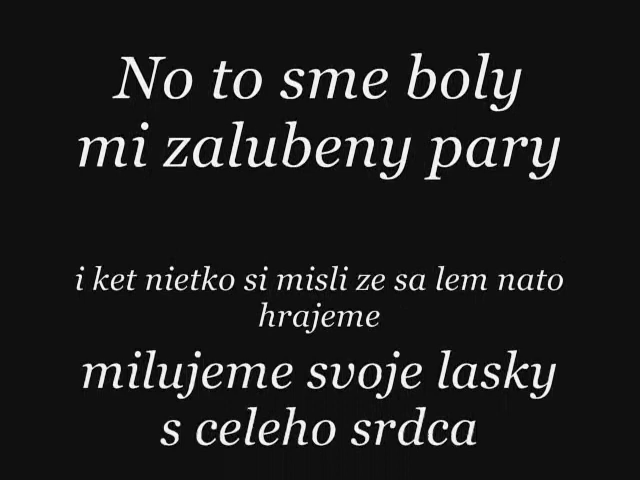 No to sme boly
mi zalubeny pary
i ket nietko si misli ze sa lem nato
hrajeme
milujeme svoje lasky
s celeho srdca